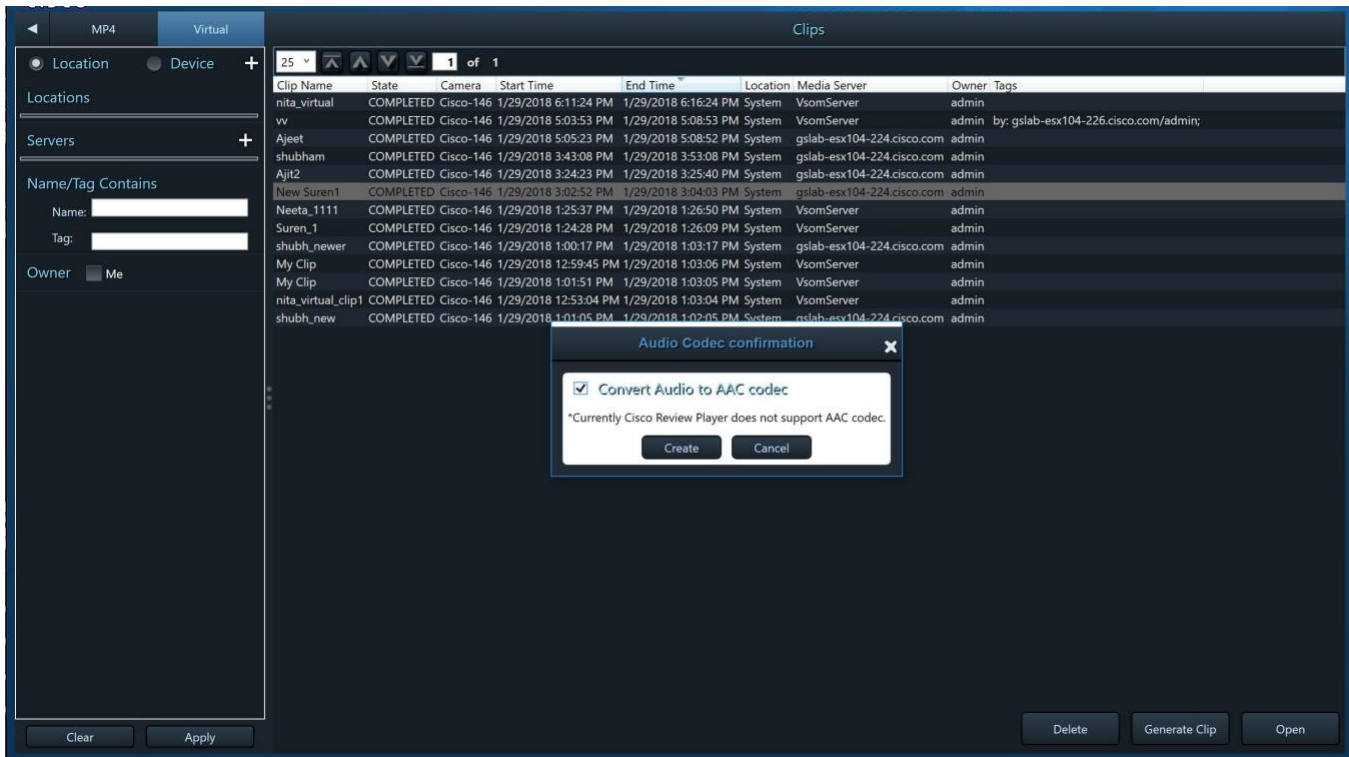 MP4 Virtual Clips
Location Device +
25 1 of 1
Clip Name State Camera Start Time End Time Location Media Server Owner Tags
Locations
nita_virtual COMPLETED Cisco-146 1/29/2018 6:11:24 PM 1/29/2018 6:16:24 PM System VsomServer admin
vv COMPLETED Cisco-146 1/29/2018 5:03:53 PM 1/29/2018 5:08:53 PM System VsomServer admin by: gslab-esx104-226.cisco.com/admin;
Servers +
Ajeet COMPLETED Cisco-146 1/29/2018 5:05:23 PM 1/29/2018 5:08:52 PM System gslab-esx104-224.cisco.com admin
shubham COMPLETED Cisco-146 1/29/2018 3:43:08 PM 1/29/2018 3:53:08 PM System gslab-esx104-224.cisco.com admin
Ajit2 COMPLETED Cisco-146 1/29/2018 3:24:23 PM 1/29/2018 3:25:40 PM System gslab-esx104-224.cisco.com admin
Name/Tag Contains
New Suren1 COMPLETED Cisco-146 1/29/2018 3:02:52 PM 1/29/2018 3:04:03 PM System gslab-esx104-224.cisco.com admin
Name:
Neeta_1111 COMPLETED Cisco-146 1/29/2018 1:25:37 PM 1/29/2018 1:26:50 PM System VsomServer admin
Suren_1 COMPLETED Cisco-146 1/29/2018 1:24:28 PM 1/29/2018 1:26:09 PM System VsomServer admin
Tag:
shubh_newer COMPLETED Cisco-146 1/29/2018 1:00:17 PM 1/29/2018 1:03:17 PM System gslab-esx104-224.cisco.com admin
My Clip COMPLETED Cisco-146 1/29/2018 12:59:45 PM 1/29/2018 1:03:06 PM System VsomServer admin
Owner Me
My Clip COMPLETED Cisco-146 1/29/2018 1:01:51 PM 1/29/2018 1:03:05 PM System VsomServer admin
nita_virtual_clip1 COMPLETED Cisco-146 1/29/2018 12:53:04 PM 1/29/2018 1:03:04 PM System VsomServer admin
shubh_new COMPLETED Cisco-146 1/29/2018 1:01:05 PM 1/29/2018 1:02:05 PM System gslab-esx104-224.cisco.com admin
Audio Codec confirmation
Convert Audio to AAC codec
*Currently Cisco Review Player does not support AAC codec.
Create Cancel
Delete Generate Clip Open
Clear Apply